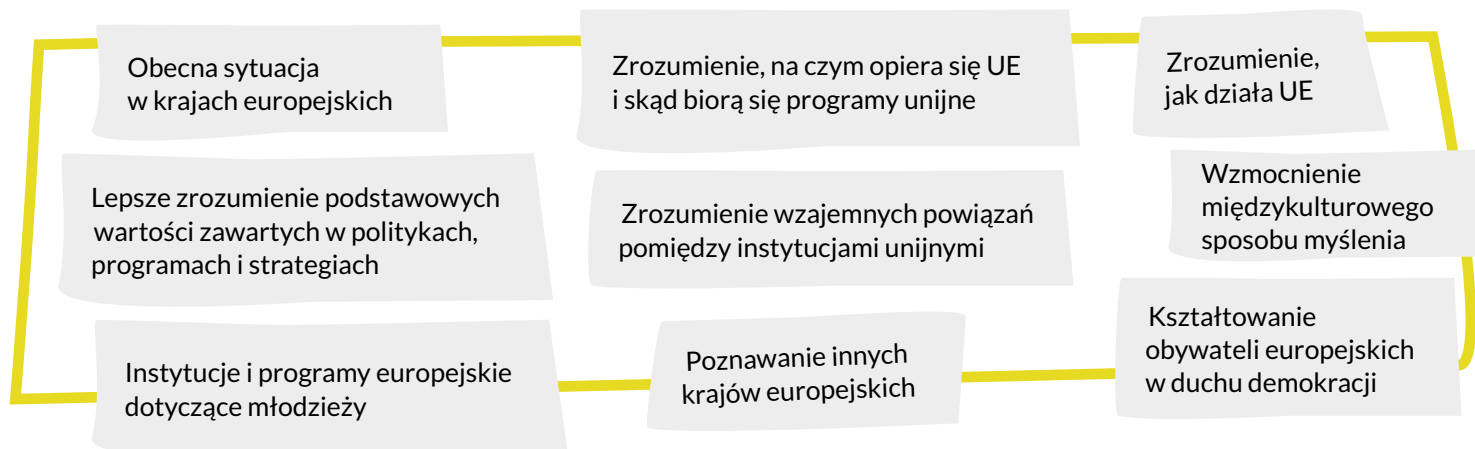 Obecna sytuacja
w krajach europejskich
Zrozumienie, na czym opiera się UE
i skąd biorą się programy unijne
Zrozumienie,
jak działa UE
Lepsze zrozumienie podstawowych
wartości zawartych w politykach,
programach i strategiach
Zrozumienie wzajemnych powiązań
pomiędzy instytucjami unijnymi
Wzmocnienie
międzykulturowego
sposobu myślenia
Instytucje i programy europejskie
dotyczące młodzieży
Poznawanie innych
krajów europejskich
Kształtowanie
obywateli europejskich
w duchu demokracji